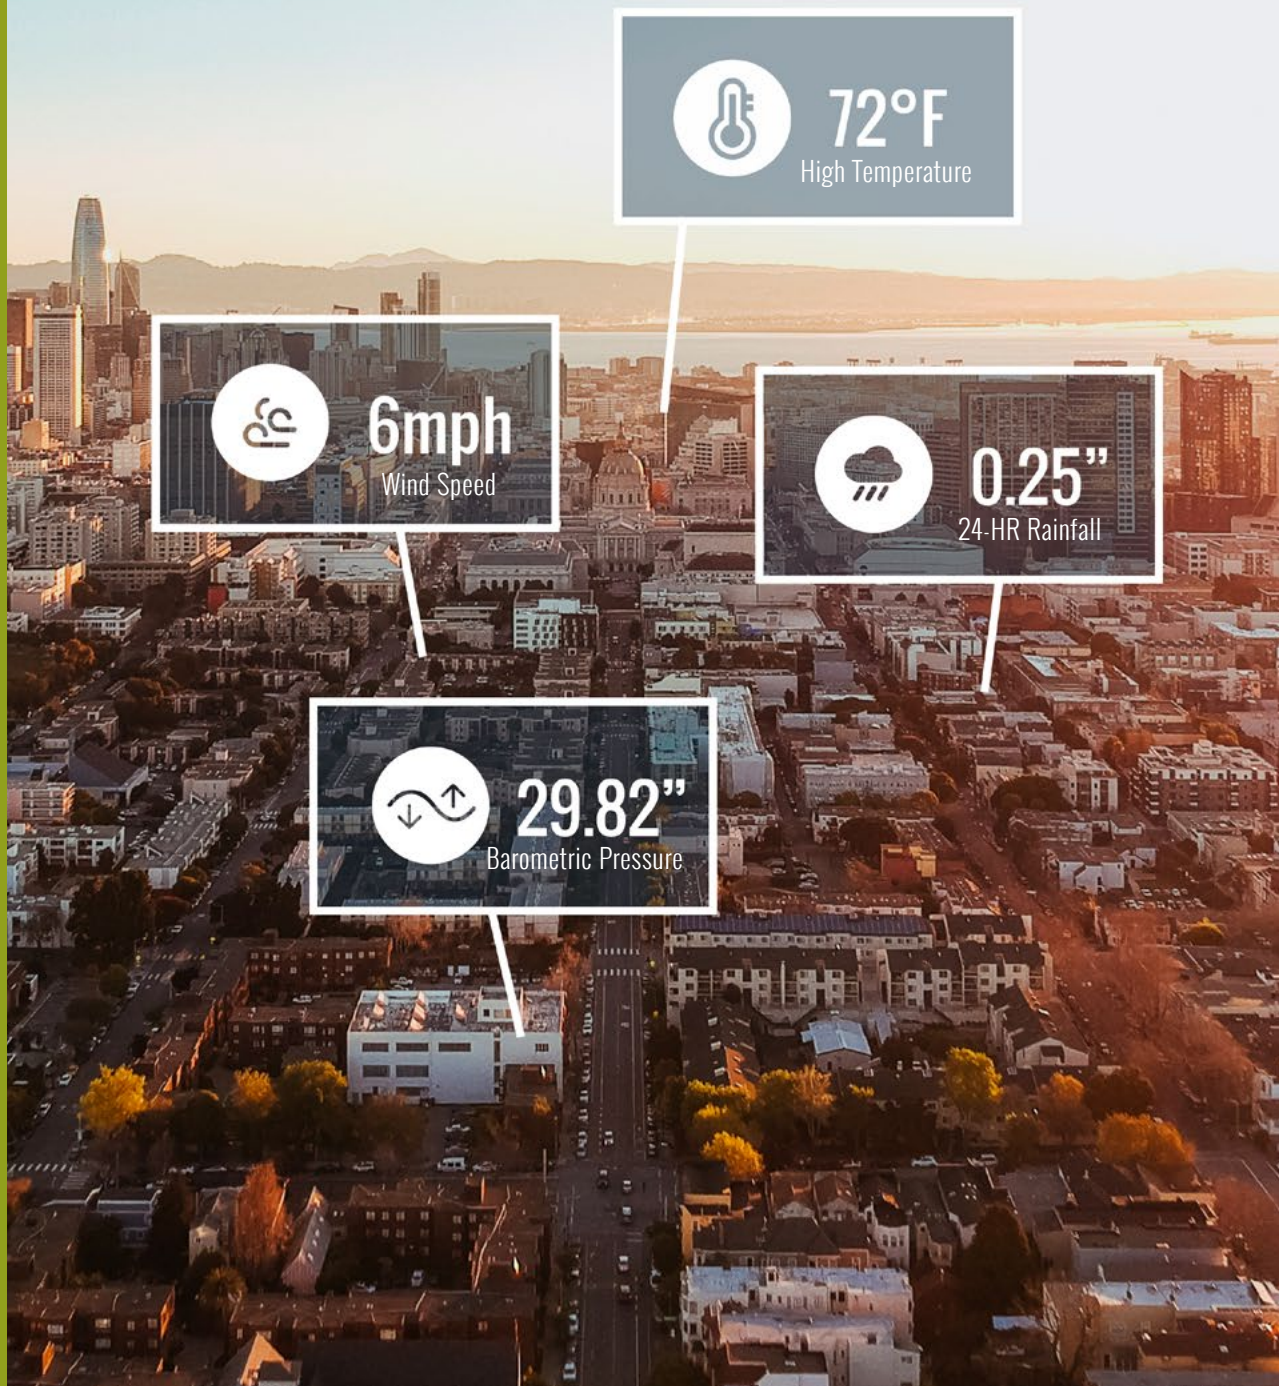 72°F
High Temperature
6mph
Wind Speed
0.25”
24-HR Rainfall
29.82”
Barometric Pressure